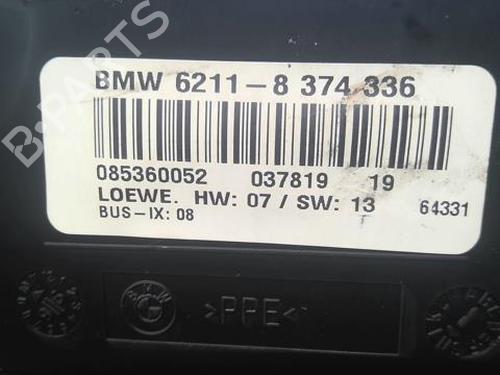 B-PARTS
BMW 6211-8 374 336
085360052 037819 19
LOEWE. HW: 07 / SW: 13 64331
BUS-IX: 08
BMW >PPE<